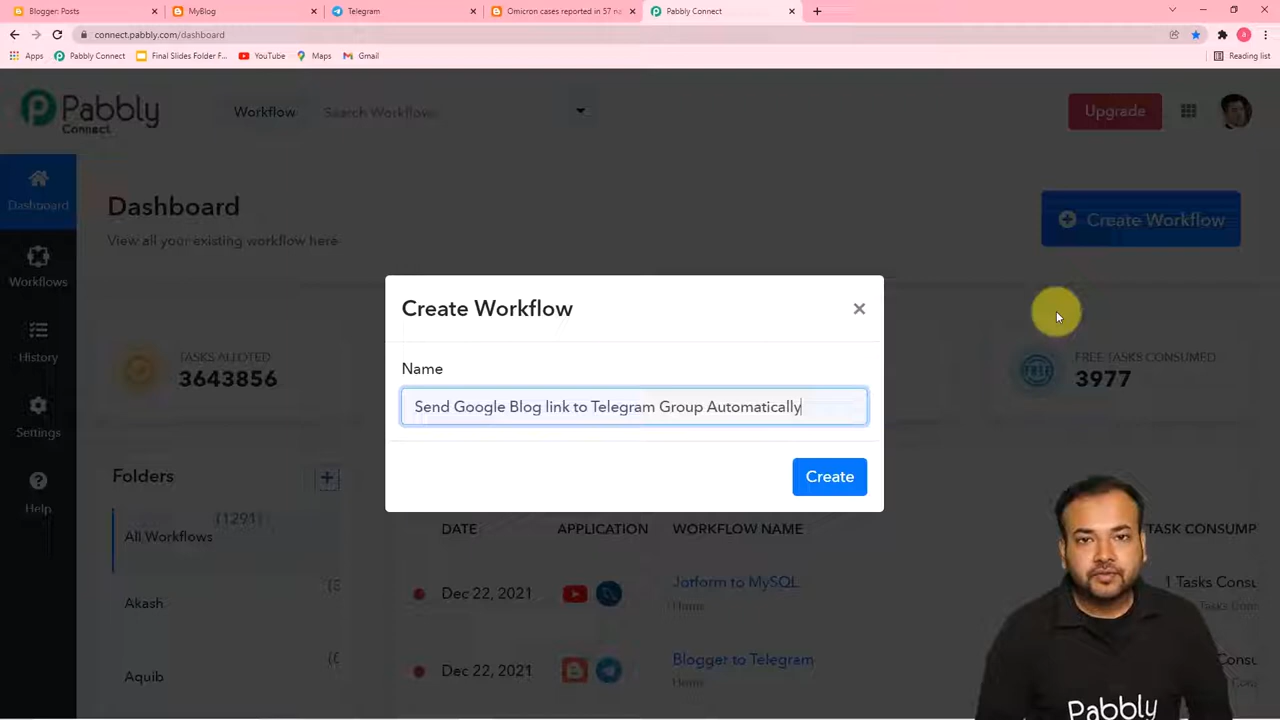 Blogger: Posts
MyBlog
Telegram
Omicron cases reported in 57 na
Pabbly Connect
connect.pabbly.com/dashboard
Apps
Pabbly Connect
Final Slides Folder F...
YouTube
Maps
Gmail
Reading list
Pabbly
Connect
Workflow
Search Workflow
Upgrade
Dashboard
Dashboard
View all your existing workflow here
Create Workflow
Workflows
History
Settings
Help
TASKS ALLOTED
3643856
FREE TASKS CONSUMED
3977
Create Workflow
×
Name
Send Google Blog link to Telegram Group Automatically
Create
Folders
+
All Workflows
(1291)
Akash
Aquib
DATE
APPLICATION
WORKFLOW NAME
TASK CONSUMP
Dec 22, 2021
Jotform to MySQL
Home
1 Tasks Consu
Dec 22, 2021
Blogger to Telegram
Home
Pabbly